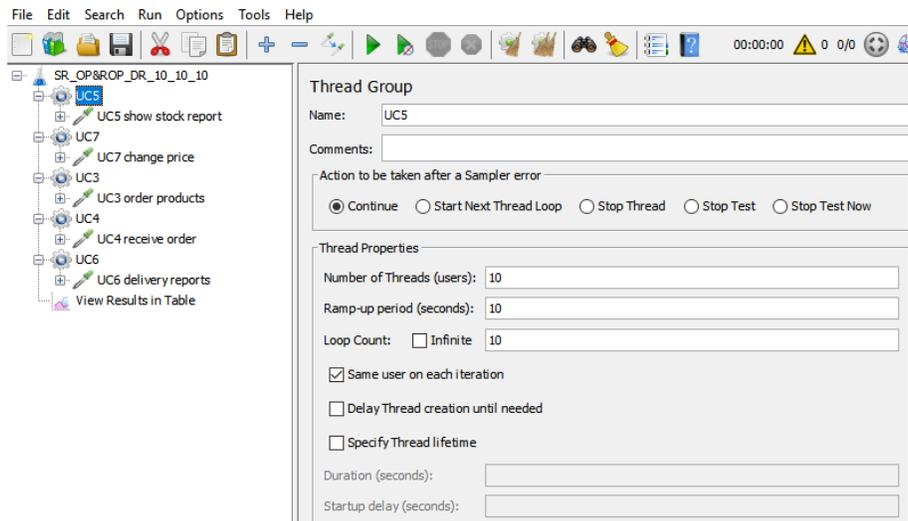 File Edit Search Run Options Tools Help
STOP
00:00:00 0 0/0
SR_OP&ROP_DR_10_10_10
UC5
UC5 show stock report
UC7
UC7 change price
UC3
UC3 order products
UC4
UC4 receive order
UC6
UC6 delivery reports
View Results in Table
Thread Group
Name: UC5
Comments:
Action to be taken after a Sampler error
Continue Start Next Thread Loop Stop Thread Stop Test Stop Test Now
Thread Properties
Number of Threads (users): 10
Ramp-up period (seconds): 10
Loop Count: Infinite 10
Same user on each iteration
Delay Thread creation until needed
Specify Thread lifetime
Duration (seconds):
Startup delay (seconds):